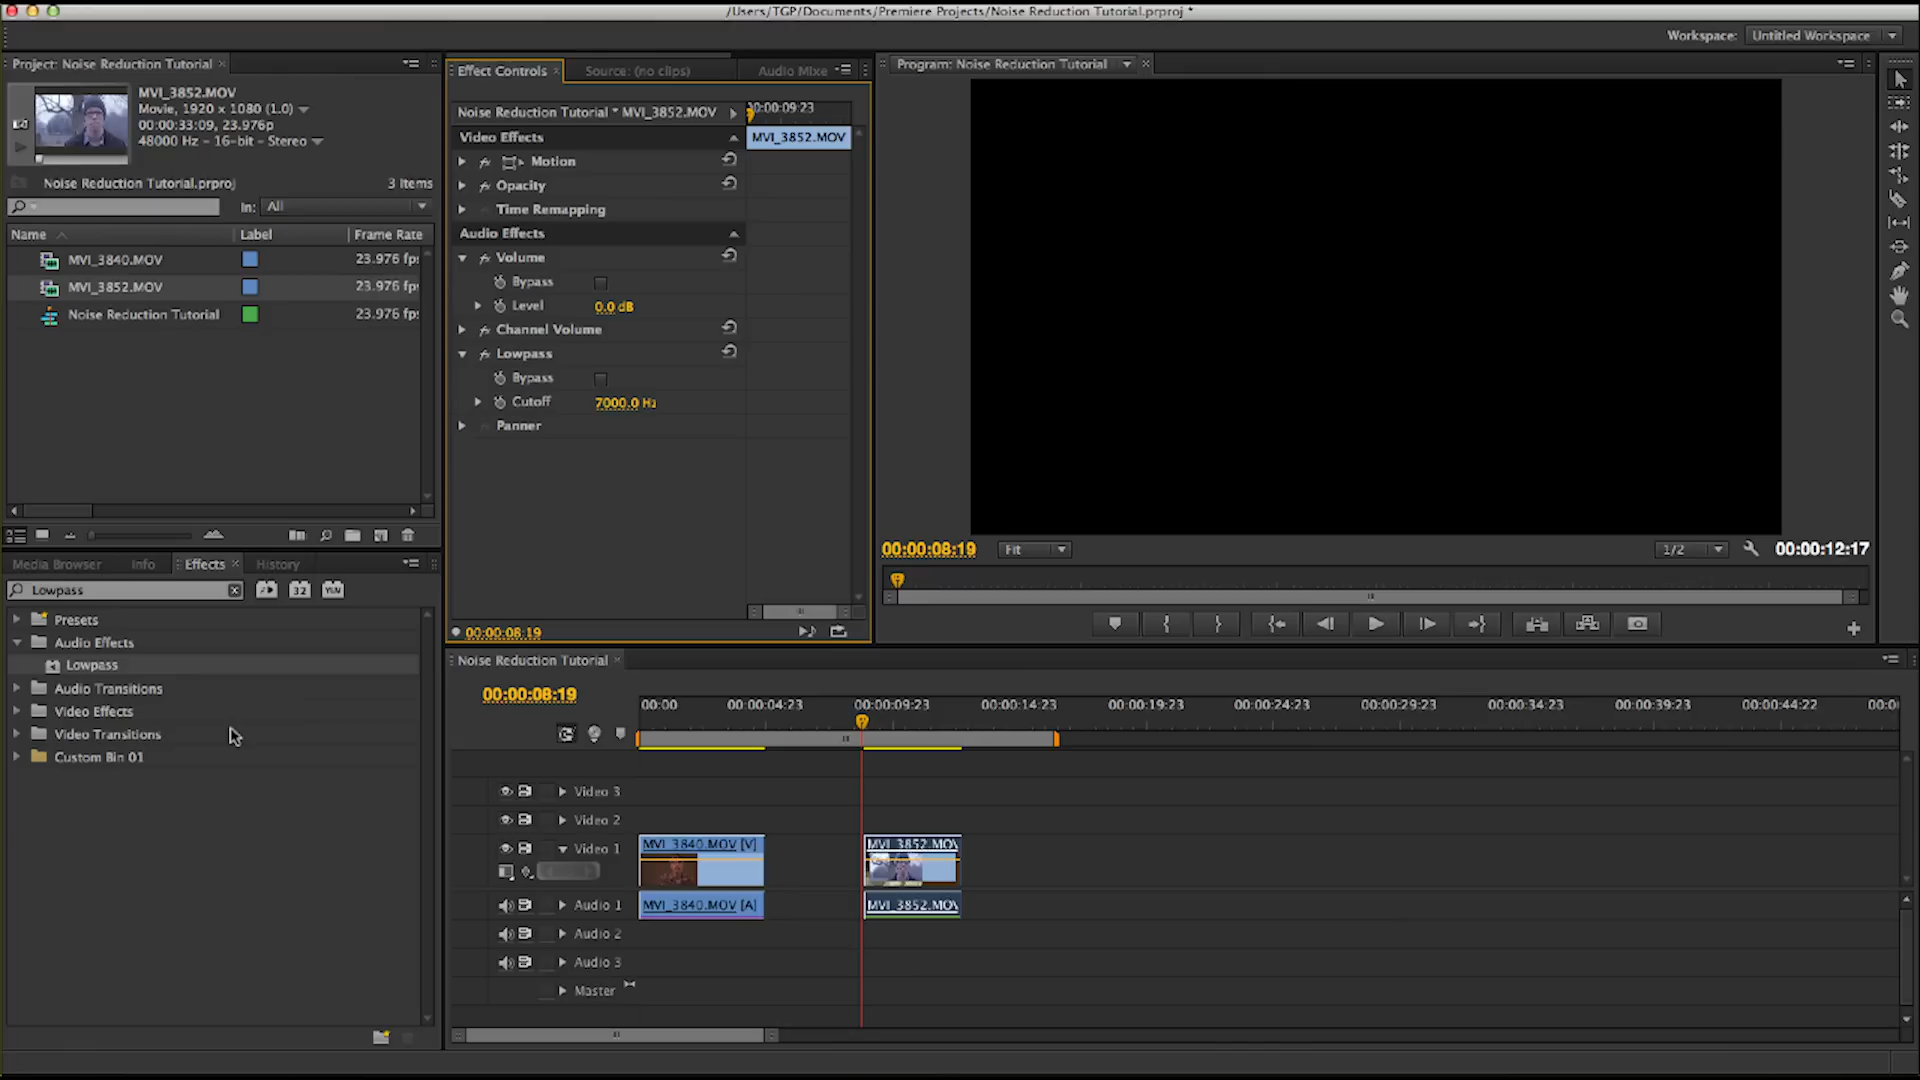 /Users/TGP/Documents/Premiere Projects/Noise Reduction Tutorial.prproj *
Workspace: Untitled Workspace
Project: Noise Reduction Tutorial
MVI_3852.MOV
Movie, 1920 x 1080 (1.0)
00:00:33:09, 23.976p
48000 Hz - 16-bit - Stereo
Noise Reduction Tutorial.prproj 3 Items
In: All
Name Label Frame Rate
MVI_3840.MOV 23.976 fp
MVI_3852.MOV 23.976 fp
Noise Reduction Tutorial 23.976 fp
Effect Controls Source: (no clips) Audio Mixe
Noise Reduction Tutorial * MVI_3852.MOV 00:00:09:23
Video Effects MVI_3852.MOV
Motion
Opacity
Time Remapping
Audio Effects
Volume
Bypass
Level 0.0 dB
Channel Volume
Lowpass
Bypass
Cutoff 7000.0 Hz
Panner
00:00:08:19
Program: Noise Reduction Tutorial
00:00:08:19 Fit 1/2 00:00:12:17
Media Browser Info Effects History
Lowpass 32 YUV
Presets
Audio Effects
Lowpass
Audio Transitions
Video Effects
Video Transitions
Custom Bin 01
Noise Reduction Tutorial
00:00:08:19
00:00 00:00:04:23 00:00:09:23 00:00:14:23 00:00:19:23 00:00:24:23 00:00:29:23 00:00:34:23 00:00:39:23 00:00:44:22 00:0
Video 3
Video 2
Video 1 MVI_3840.MOV [V] MVI_3852.MOV
Audio 1 MVI_3840.MOV [A] MVI_3852.MOV
Audio 2
Audio 3
Master